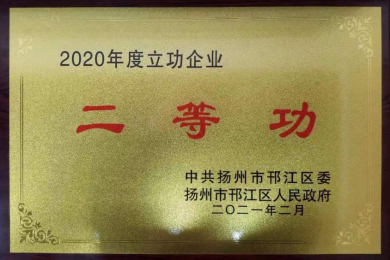 2020年度立功企业
二等功
中共扬州市邗江区委
扬州市邗江区人民政府
二〇二一年二月